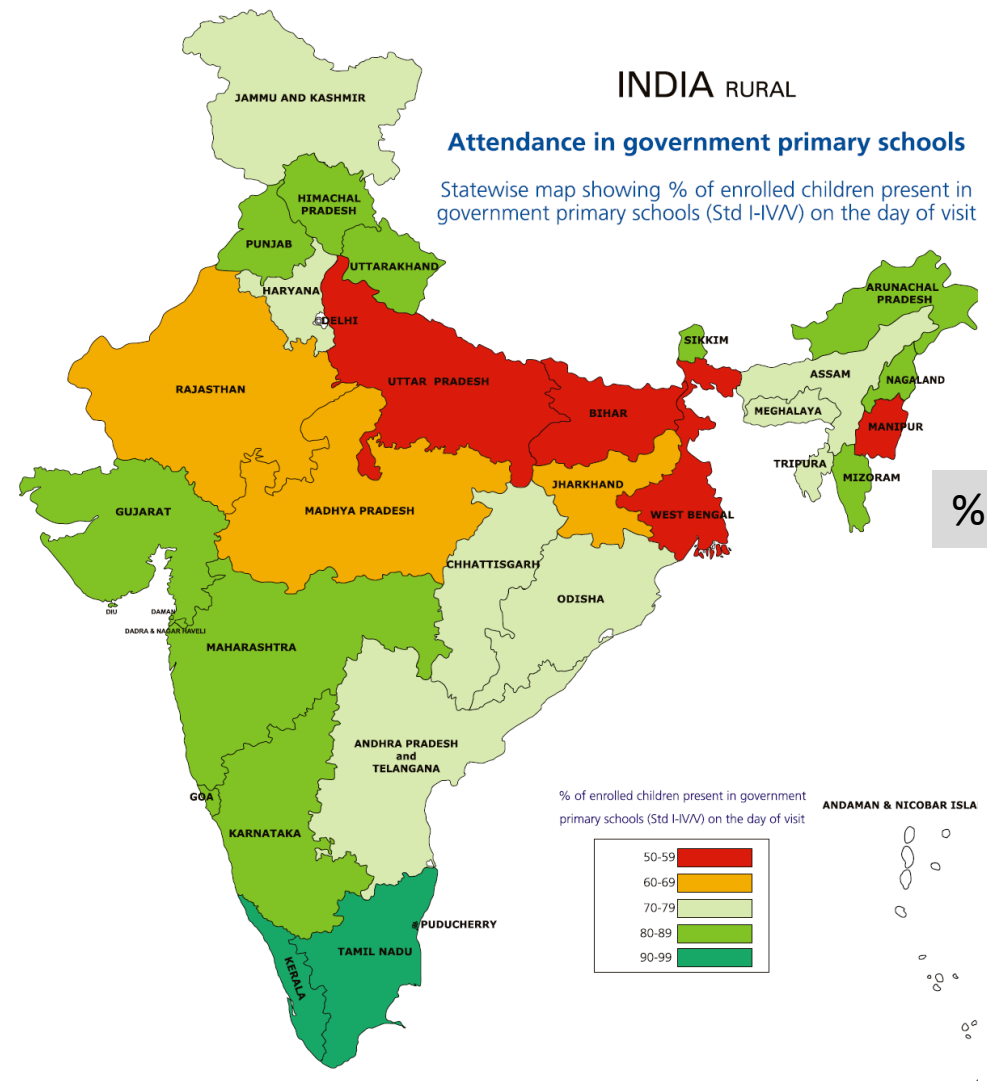 INDIA RURAL
Attendance in government primary schools
Statewise map showing % of enrolled children present in
government primary schools (Std I-IV/V) on the day of visit
JAMMU AND KASHMIR
HIMACHAL
PRADESH
PUNJAB
UTTARAKHAND
HARYANA
DELHI
ARUNACHAL
PRADESH
SIKKIM
RAJASTHAN
UTTAR PRADESH
ASSAM
NAGALAND
BIHAR
MEGHALAYA
MANIPUR
TRIPURA
MIZORAM
GUJARAT
MADHYA PRADESH
JHARKHAND
WEST BENGAL
%
CHHATTISGARH
ODISHA
DIU
DAMAN
DADRA & NAGAR HAVELI
MAHARASHTRA
ANDHRA PRADESH
and
TELANGANA
GOA
KARNATAKA
% of enrolled children present in government
primary schools (Std I-IV/V) on the day of visit
50-59
60-69
70-79
80-89
90-99
ANDAMAN & NICOBAR ISLA
PUDUCHERRY
TAMIL NADU
KERALA